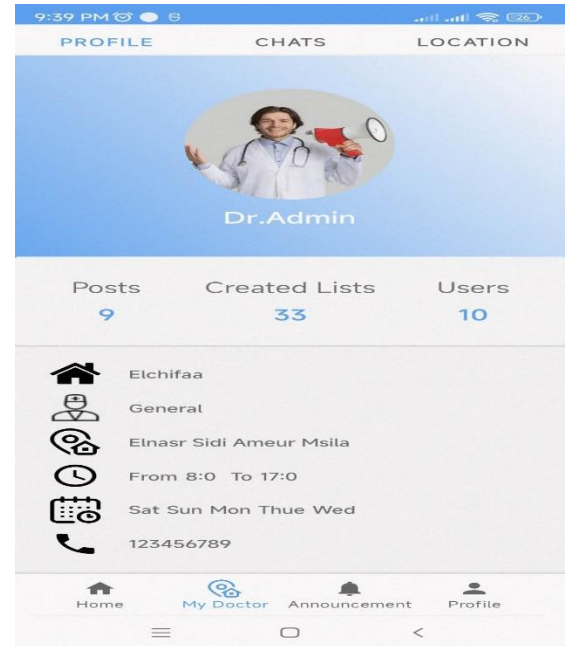 9:39 PM
26
PROFILE CHATS LOCATION
Dr.Admin
Posts Created Lists Users
9 33 10
Elchifaa
General
Elnasr Sidi Ameur Msila
From 8:0 To 17:0
Sat Sun Mon Thue Wed
123456789
Home My Doctor Announcement Profile